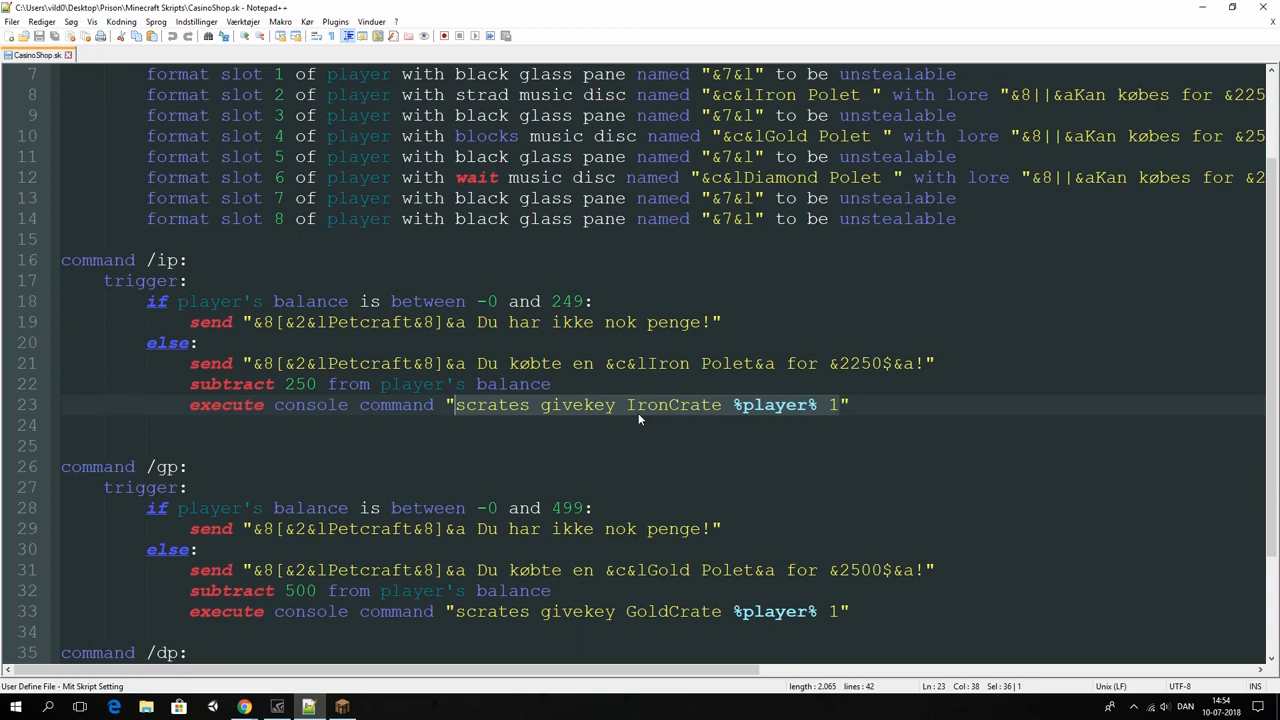 C:\Users\vild0\Desktop\Prison\Minecraft Skripts\CasinoShop.sk - Notepad++
Filer Rediger Søg Vis Kodning Sprog Indstillinger Værktøjer Makro Kør Plugins Vinduer ?
CasinoShop.sk
7 format slot 1 of player with black glass pane named "&7&l" to be unstealable
8 format slot 2 of player with strad music disc named "&c&lIron Polet " with lore "&8||&aKan købes for &225
9 format slot 3 of player with black glass pane named "&7&l" to be unstealable
10 format slot 4 of player with blocks music disc named "&c&lGold Polet " with lore "&8||&aKan købes for &25
11 format slot 5 of player with black glass pane named "&7&l" to be unstealable
12 format slot 6 of player with wait music disc named "&c&lDiamond Polet " with lore "&8||&aKan købes for &2
13 format slot 7 of player with black glass pane named "&7&l" to be unstealable
14 format slot 8 of player with black glass pane named "&7&l" to be unstealable
15
16 command /ip:
17 trigger:
18 if player's balance is between -0 and 249:
19 send "&8[&2&lPetcraft&8]&a Du har ikke nok penge!"
20 else:
21 send "&8[&2&lPetcraft&8]&a Du købte en &c&lIron Polet&a for &2250$&a!"
22 subtract 250 from player's balance
23 execute console command "scrates givekey IronCrate %player% 1"
24
25
26 command /gp:
27 trigger:
28 if player's balance is between -0 and 499:
29 send "&8[&2&lPetcraft&8]&a Du har ikke nok penge!"
30 else:
31 send "&8[&2&lPetcraft&8]&a Du købte en &c&lGold Polet&a for &2500$&a!"
32 subtract 500 from player's balance
33 execute console command "scrates givekey GoldCrate %player% 1"
34
35 command /dp:
User Define File - Mit Skript Setting length : 2.065 lines : 42 Ln : 23 Col : 38 Sel : 36 | 1 Unix (LF) UTF-8 INS
DAN 14:54
10-07-2018